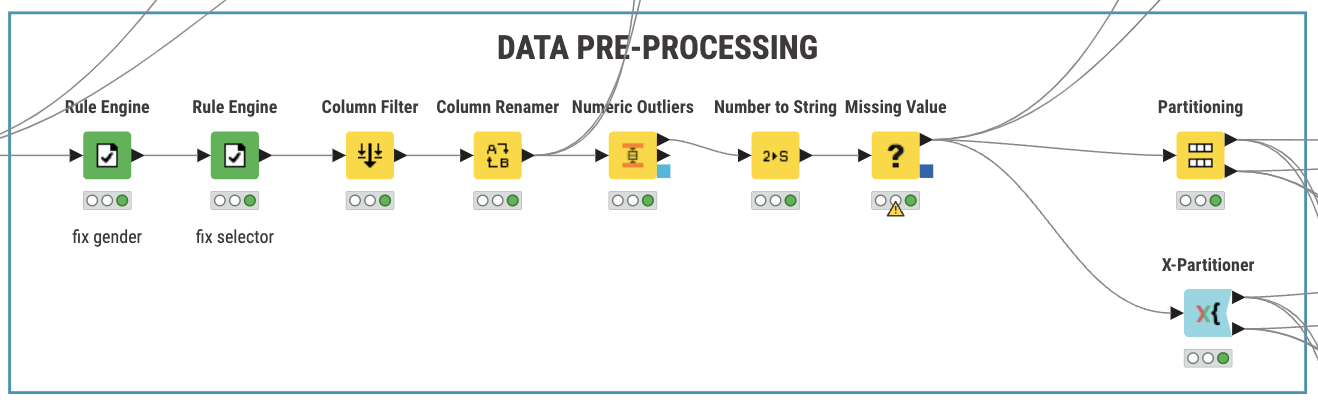 DATA PRE-PROCESSING
Rule Engine
Rule Engine
Column Filter
Column Renamer
Numeric Outliers
Number to String
Missing Value
Partitioning
A
B
2▸S
?
!
fix gender
fix selector
X-Partitioner
X{